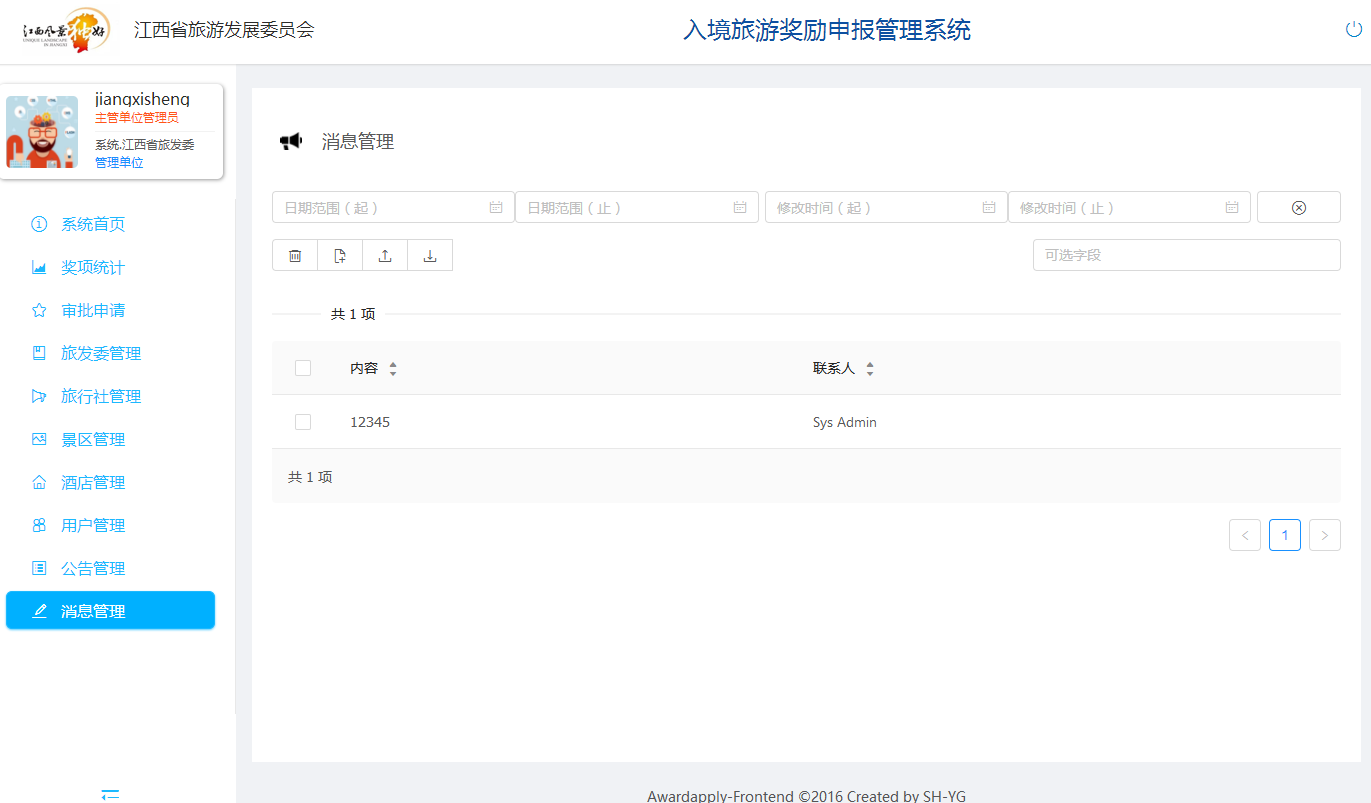 江西风景独好
UNIQUE LANDSCAPE
IN JIANGXI
江西省旅游发展委员会
入境旅游奖励申报管理系统
jiangxisheng
主管单位管理员
系统.江西省旅发委
管理单位
系统首页
奖项统计
审批申请
旅发委管理
旅行社管理
景区管理
酒店管理
用户管理
公告管理
消息管理
消息管理
日期范围（起） 日期范围（止） 修改时间（起） 修改时间（止）
可选字段
共 1 项
内容 联系人
12345 Sys Admin
共 1 项
< 1 >
Awardapply-Frontend ©2016 Created by SH-YG